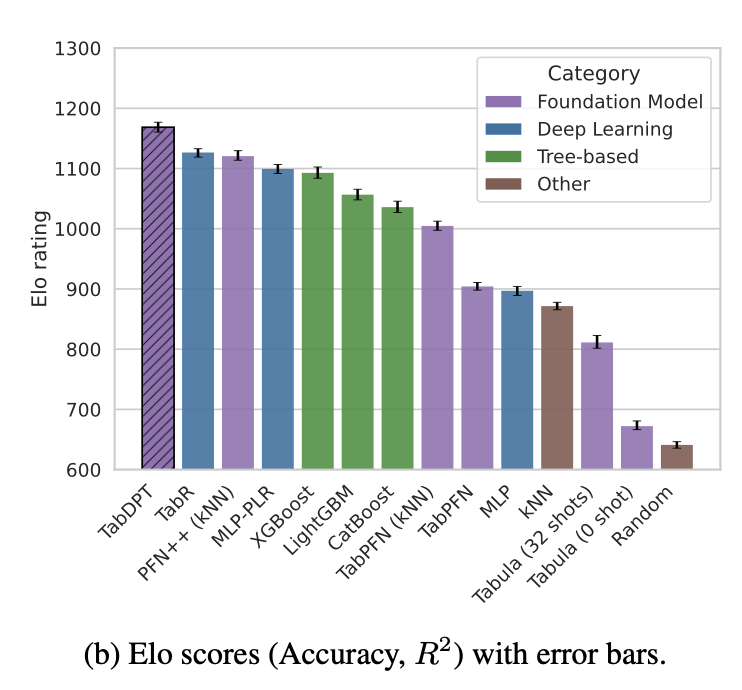 1300
1200
1100
1000
900
800
700
600
Elo rating
Category
Foundation Model
Deep Learning
Tree-based
Other
TabDPT
TabR
PFN++ (kNN)
MLP-PLR
XGBoost
LightGBM
CatBoost
TabPFN (kNN)
TabPFN
MLP
kNN
Tabula (32 shots)
Tabula (0 shot)
Random
(b) Elo scores (Accuracy, R²) with error bars.